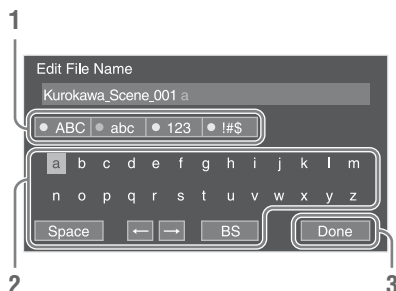 1
Edit File Name
Kurokawa_Scene_001 a
ABC abc 123 !#$
a b c d e f g h i j k l m
n o p q r s t u v w x y z
Space ← → BS Done
2 3